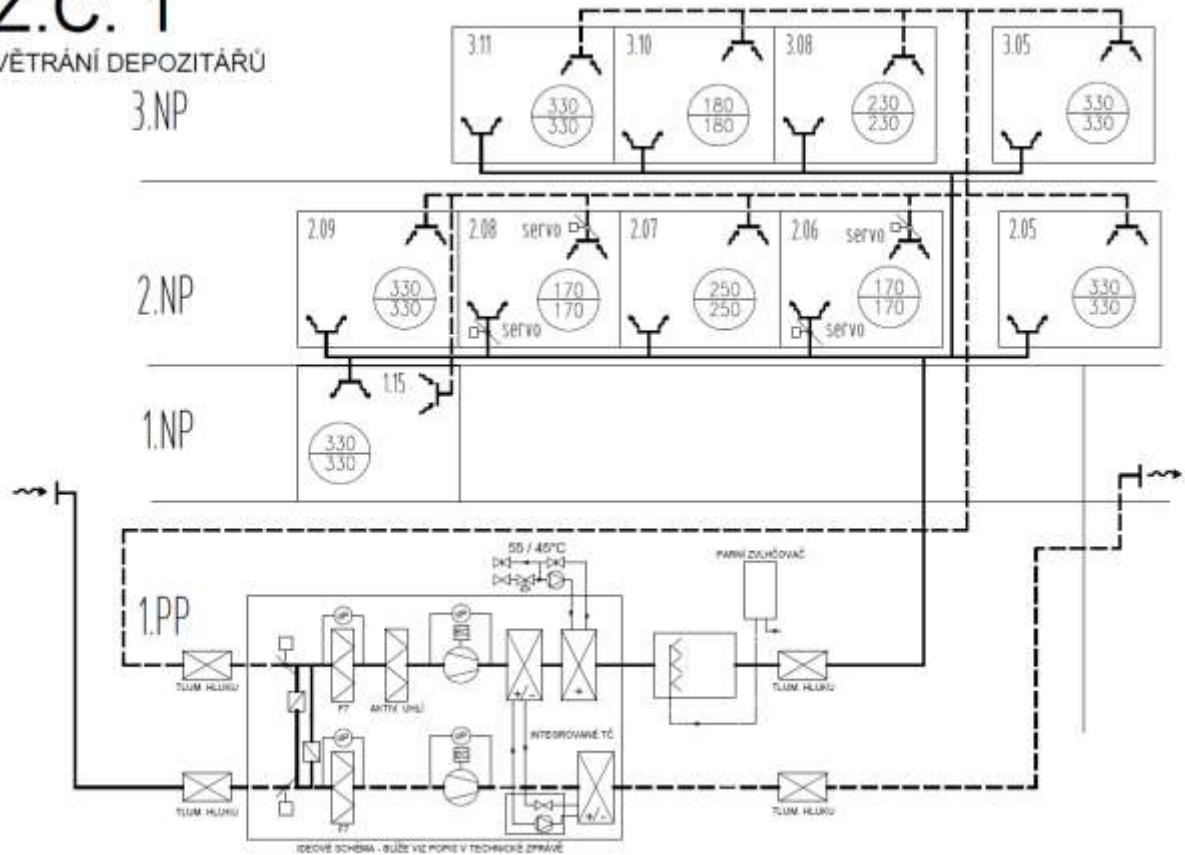 Z.Č. 1
VĚTRÁNÍ DEPOZITÁŘŮ
3.NP
3.11
330
330
3.10
180
180
3.08
230
230
3.05
330
330
2.NP
2.09
330
330
2.08
servo
170
170
servo
2.07
250
250
2.06
servo
170
170
servo
2.05
330
330
1.NP
1.15
330
330
1.PP
55 / 45°C
PARNÍ ZVLHČOVAČ
TLUM. HLUKU
F7
AKTIV. UHLÍ
+/-
+
TLUM. HLUKU
INTEGROVANÉ TČ
TLUM. HLUKU
F7
+/-
TLUM. HLUKU
IDEOVÉ SCHÉMA - BLÍŽE VIZ POPIS V TECHNICKÉ ZPRÁVĚ